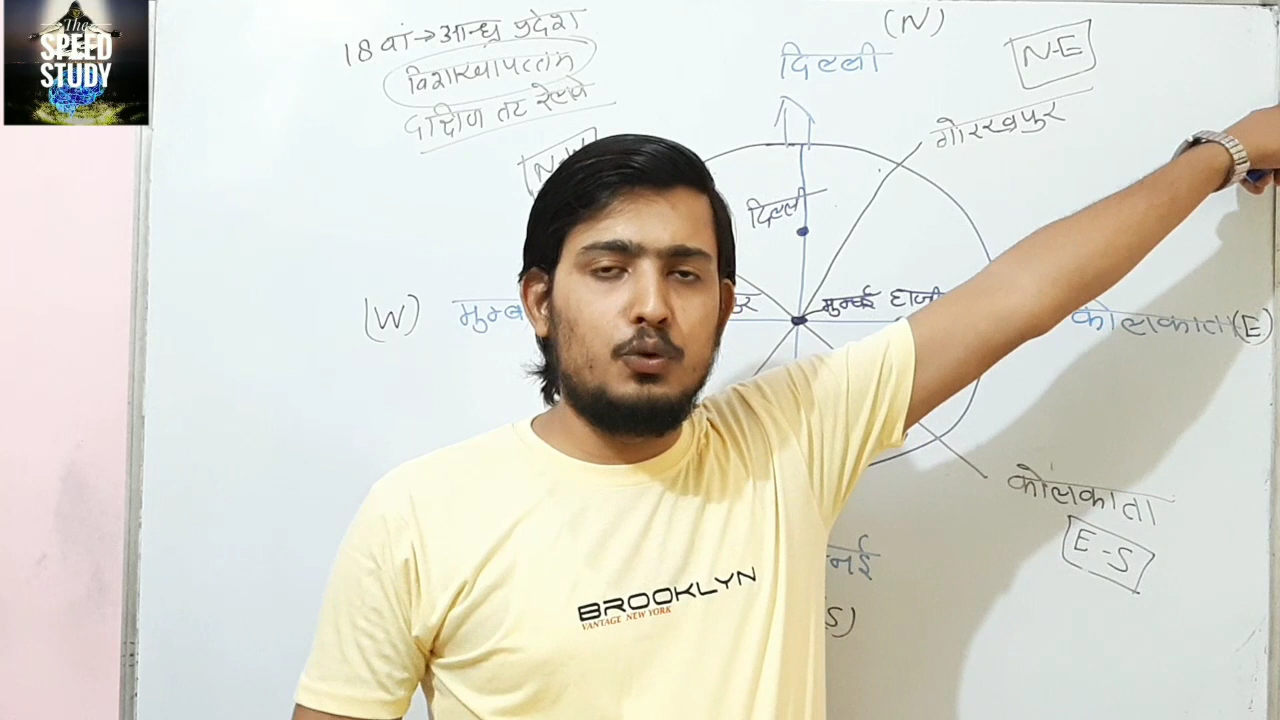 The
SPEED
STUDY
18 वां→आन्ध्र प्रदेश
विशाखापत्तनम
दक्षिण तट रेलवे
(N)
दिल्ली
N-E
गोरखपुर
दिल्ली
(W)
मुम्ब
मुम्बई हाजी
कोलकाता(E)
कोलकाता
E-S
नई
S)
BROOKLYN
VANTAGE NEW YORK